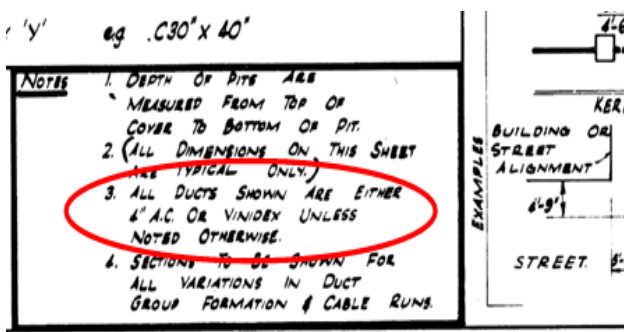 'Y' eg .C30" x 40"
NOTES 1. DEPTH OF PITS ARE
MEASURED FROM TOP OF
COVER TO BOTTOM OF PIT.
2. (ALL DIMENSIONS ON THIS SHEET
ARE TYPICAL ONLY.)
3. ALL DUCTS SHOWN ARE EITHER
4" A.C. OR VINIDEX UNLESS
NOTED OTHERWISE.
4. SECTIONS TO BE SHOWN FOR
ALL VARIATIONS IN DUCT
GROUP FORMATION & CABLE RUNS.
EXAMPLES
4'-6
KER
BUILDING OR
STREET
ALIGNMENT
4'-9"
STREET.